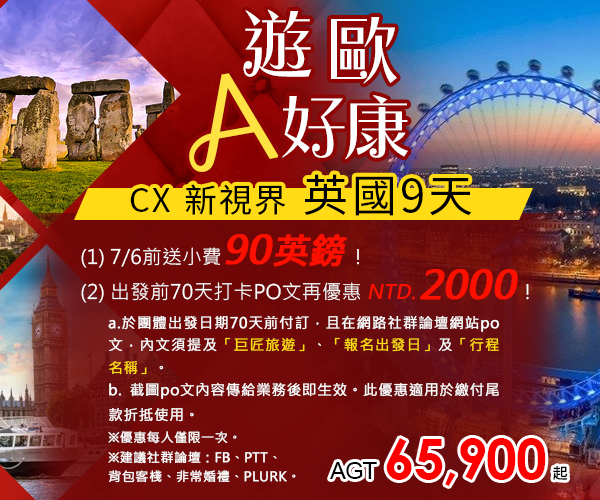 遊歐
A好康
CX 新視界 英國9天
(1) 7/6前送小費90英鎊！
(2) 出發前70天打卡PO文再優惠 NTD.2000！
a.於團體出發日期70天前付訂，且在網路社群論壇網站po
文，內文須提及「巨匠旅遊」、「報名出發日」及「行程
名稱」。
b. 截圖po文內容傳給業務後即生效。此優惠適用於繳付尾
款折抵使用。
※優惠每人僅限一次。
※建議社群論壇：FB、PTT、
背包客棧、非常婚禮、PLURK。
AGT 65,900起